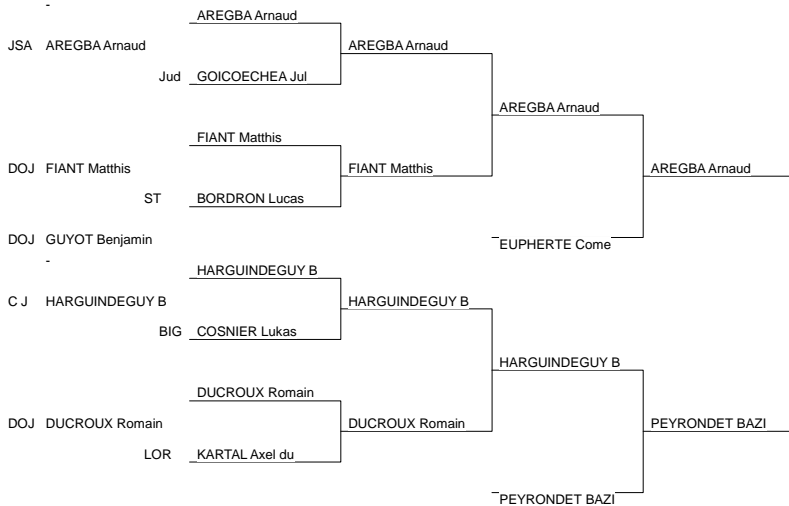 -
AREGBA Arnaud
JSA AREGBA Arnaud AREGBA Arnaud
Jud GOICOECHEA Jul
AREGBA Arnaud
FIANT Matthis
DOJ FIANT Matthis FIANT Matthis AREGBA Arnaud
ST BORDRON Lucas
DOJ GUYOT Benjamin EUPHERTE Come
-
HARGUINDEGUY B
C J HARGUINDEGUY B HARGUINDEGUY B
BIG COSNIER Lukas
HARGUINDEGUY B
DUCROUX Romain
DOJ DUCROUX Romain DUCROUX Romain PEYRONDET BAZI
LOR KARTAL Axel du
PEYRONDET BAZI